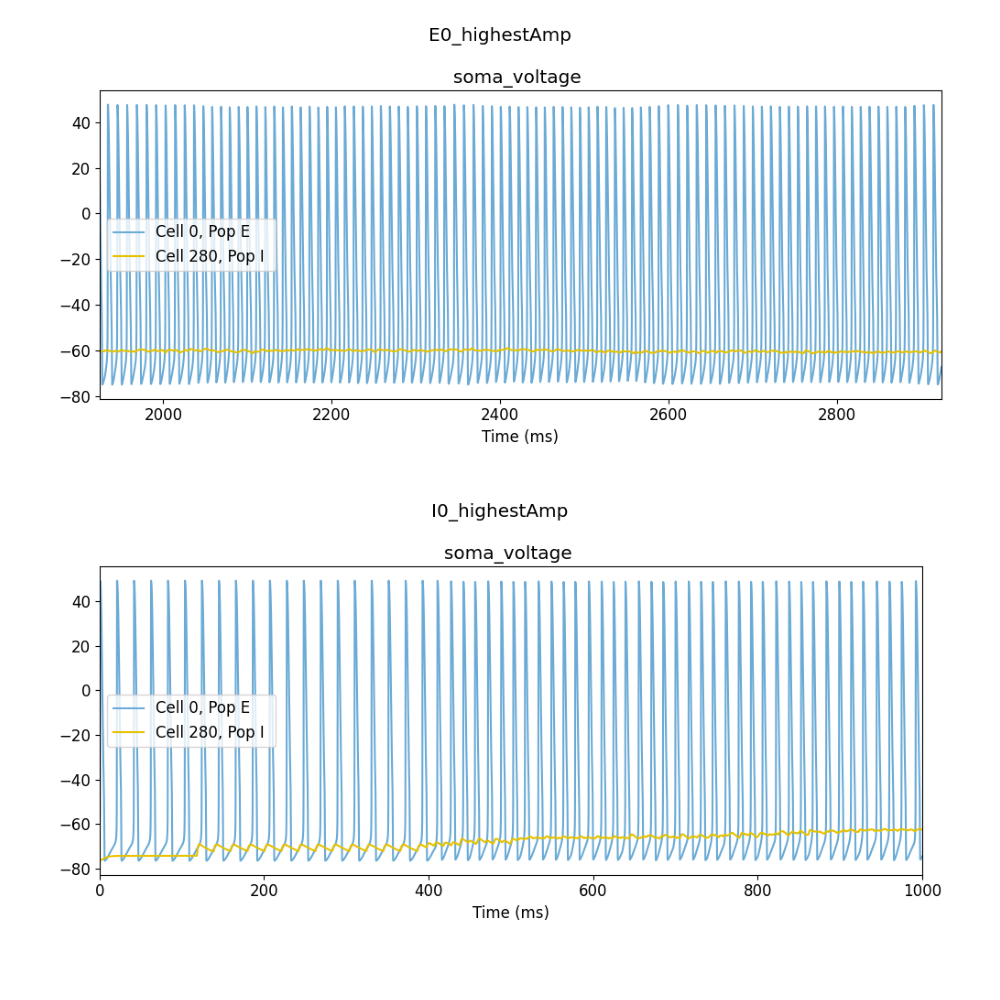 E0_highestAmp
soma_voltage
40
20
0
−20
−40
−60
−80
Cell 0, Pop E
Cell 280, Pop I
2000 2200 2400 2600 2800
Time (ms)
I0_highestAmp
soma_voltage
40
20
0
−20
−40
−60
−80
Cell 0, Pop E
Cell 280, Pop I
0 200 400 600 800 1000
Time (ms)